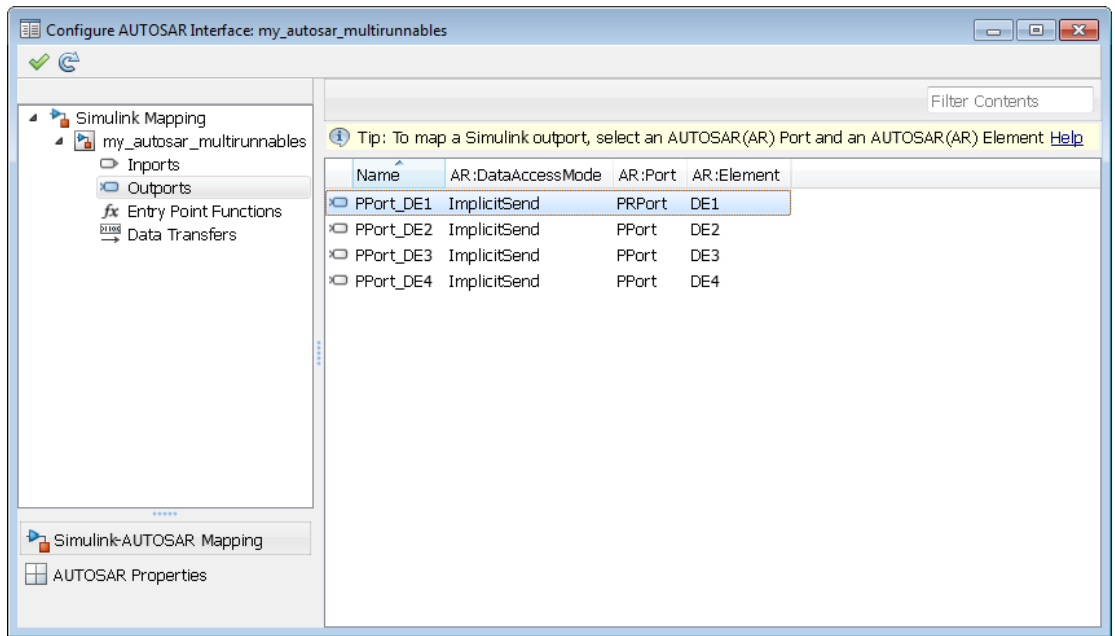 Configure AUTOSAR Interface: my_autosar_multirunnables
Filter Contents
Simulink Mapping
my_autosar_multirunnables
Inports
Outports
fx Entry Point Functions
Data Transfers
Simulink-AUTOSAR Mapping
AUTOSAR Properties
Tip: To map a Simulink outport, select an AUTOSAR(AR) Port and an AUTOSAR(AR) Element Help
Name AR:DataAccessMode AR:Port AR:Element
PPort_DE1 ImplicitSend PRPort DE1
PPort_DE2 ImplicitSend PPort DE2
PPort_DE3 ImplicitSend PPort DE3
PPort_DE4 ImplicitSend PPort DE4